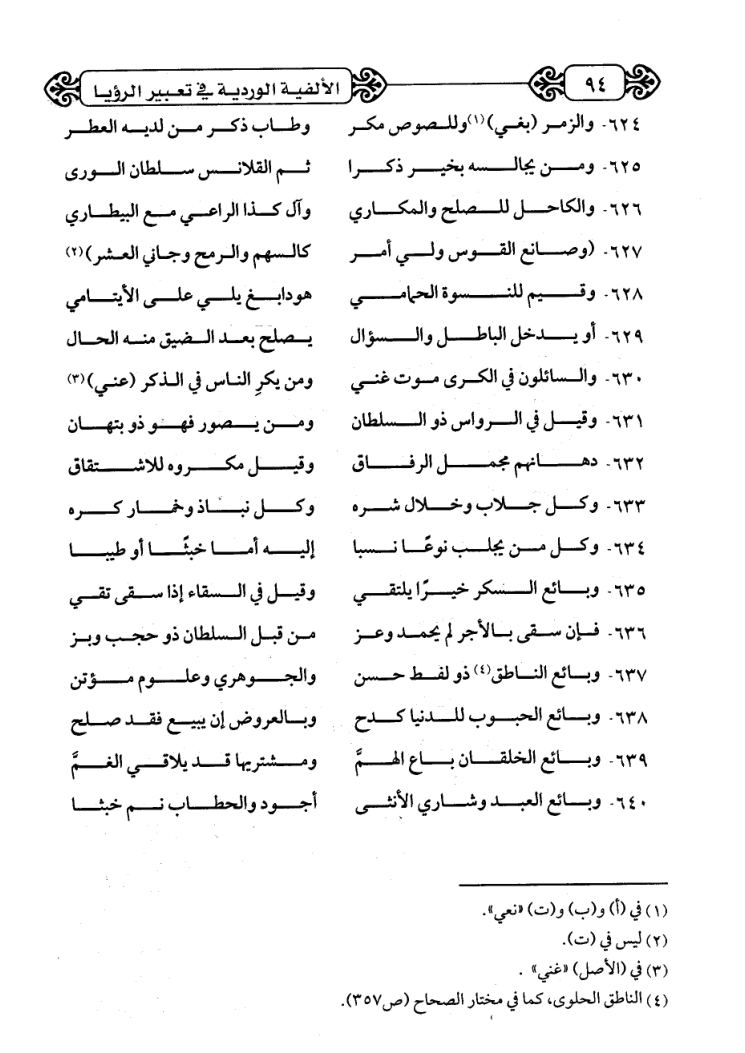 ٩٤ الألفية الوردية في تعبير الرؤيا
٦٢٤- والزمر (بغي)(١) وللصوص مكر وطاب ذكر من لديه العطر
٦٢٥- ومن يجالسه بخير ذكرا ثم القلانس سلطان الورى
٦٢٦- والكاحل للصلح والمكاري وآل كذا الراعي مع البيطاري
٦٢٧- (وصانع القوس ولي أمر كالسهم والرمح وجاني العشر)(٢)
٦٢٨- وقيم للنسوة الحمامي هودابغ يلي على الأيتامي
٦٢٩- أو يدخل الباطل والسؤال يصلح بعد الضيق منه الحال
٦٣٠- والسائلون في الكرى موت غني ومن يكرِ الناس في الذكر (عني)(٣)
٦٣١- وقيل في الرواس ذو السلطان ومن يصور فهو ذو بتهان
٦٣٢- دهانهم مجمل الرفاق وقيل مكروه للاشتقاق
٦٣٣- وكل جلاب وخلال شره وكل نباذ وخمار كره
٦٣٤- وكل من يجلب نوعًا نسبا إليه أما خبثًا أو طيبا
٦٣٥- وبائع السكر خيرًا يلتقي وقيل في السقاء إذا سقى تقي
٦٣٦- فإن سقى بالأجر لم يحمد وعز من قبل السلطان ذو حجب وبز
٦٣٧- وبائع الناطق(٤) ذو لفط حسن والجوهري وعلوم مؤتن
٦٣٨- وبائع الحبوب للدنيا كدح وبالعروض إن يبيع فقد صلح
٦٣٩- وبائع الخلقان باع الهمَّ ومشتريها قد يلاقي الغمَّ
٦٤٠- وبائع العبد وشاري الأنثى أجود والحطاب نم خبثا
(١) في (أ) و(ب) و(ت) «نعي».
(٢) ليس في (ت).
(٣) في (الأصل) «غني» .
(٤) الناطق الحلوى، كما في مختار الصحاح (ص٣٥٧).